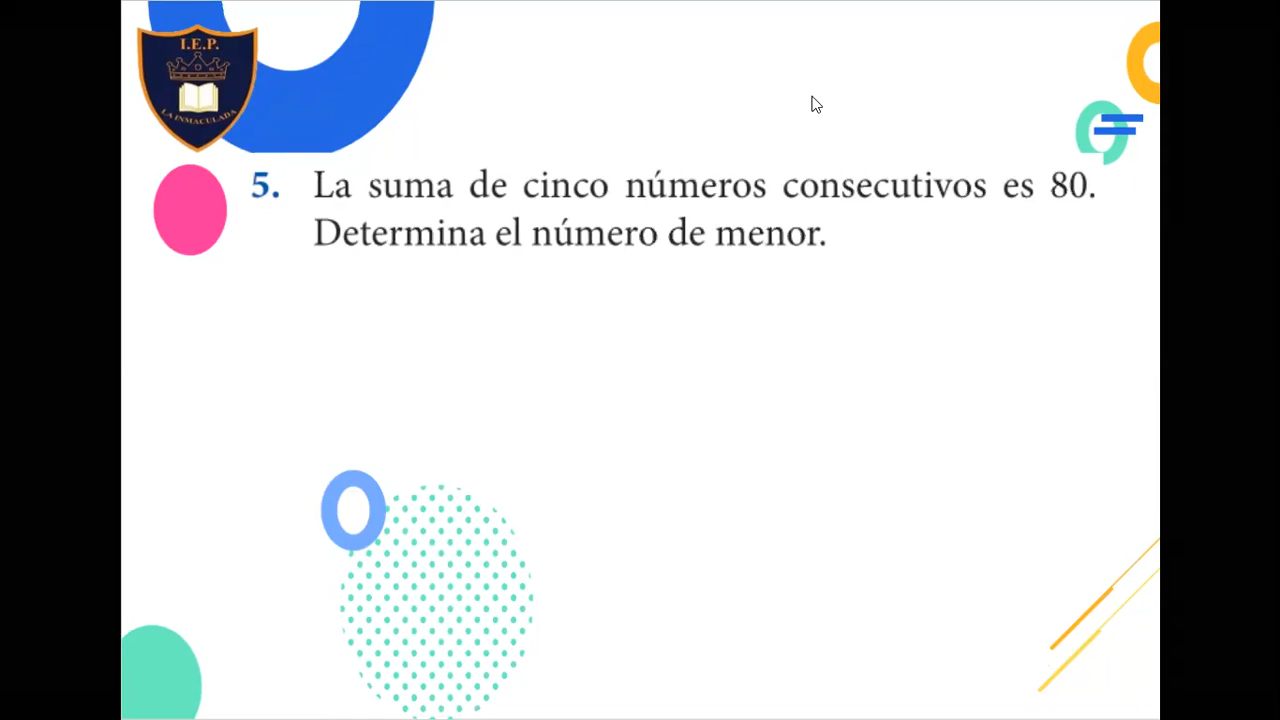 I.E.P.
LA INMACULADA
5. La suma de cinco números consecutivos es 80.
Determina el número de menor.